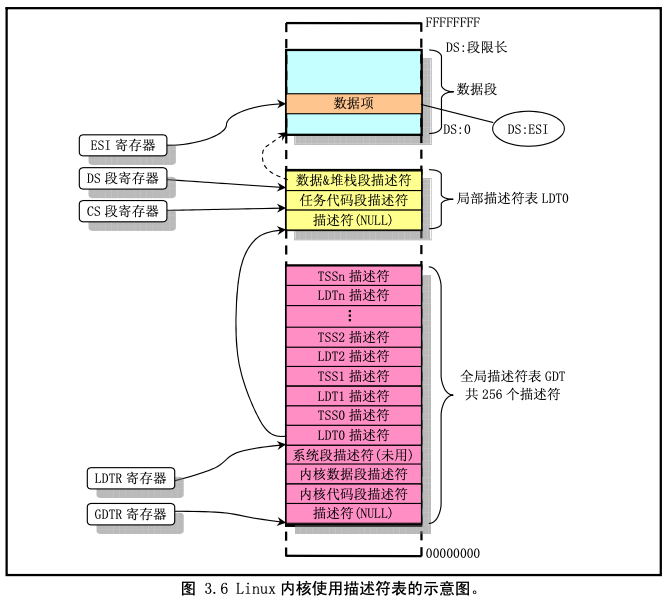 FFFFFFFF
DS:段限长
数据段
数据项
DS:0
DS:ESI
ESI 寄存器
DS 段寄存器
CS 段寄存器
数据&堆栈段描述符
任务代码段描述符
描述符(NULL)
局部描述符表 LDT0
TSSn 描述符
LDTn 描述符
⋮
TSS2 描述符
LDT2 描述符
TSS1 描述符
LDT1 描述符
TSS0 描述符
LDT0 描述符
系统段描述符(未用)
内核数据段描述符
内核代码段描述符
描述符(NULL)
全局描述符表 GDT
共 256 个描述符
LDTR 寄存器
GDTR 寄存器
00000000
图 3.6 Linux 内核使用描述符表的示意图。